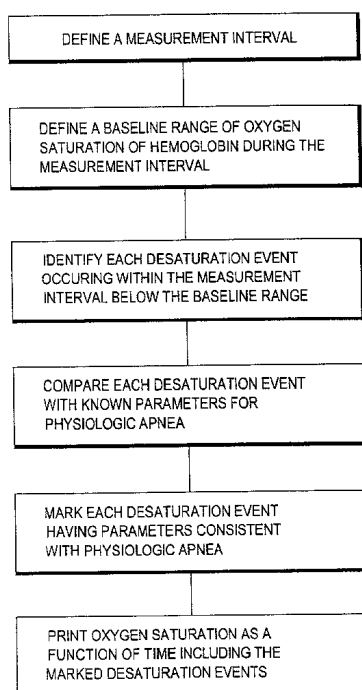 DEFINE A MEASUREMENT INTERVAL
DEFINE A BASELINE RANGE OF OXYGEN
SATURATION OF HEMOGLOBIN DURING THE
MEASUREMENT INTERVAL
IDENTIFY EACH DESATURATION EVENT
OCCURING WITHIN THE MEASUREMENT
INTERVAL BELOW THE BASELINE RANGE
COMPARE EACH DESATURATION EVENT
WITH KNOWN PARAMETERS FOR
PHYSIOLOGIC APNEA
MARK EACH DESATURATION EVENT
HAVING PARAMETERS CONSISTENT
WITH PHYSIOLOGIC APNEA
PRINT OXYGEN SATURATION AS A
FUNCTION OF TIME INCLUDING THE
MARKED DESATURATION EVENTS